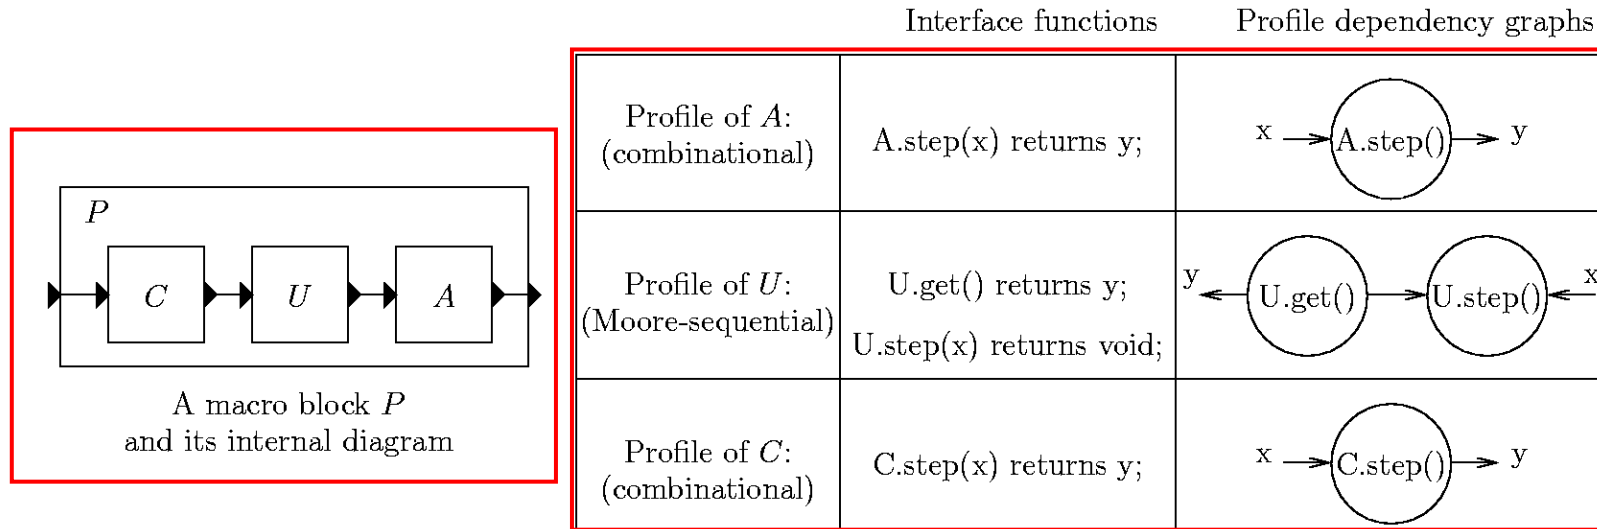 Interface functions Profile dependency graphs
P
C U A
A macro block P
and its internal diagram
Profile of A:
(combinational)
A.step(x) returns y;
x A.step() y
Profile of U:
(Moore-sequential)
U.get() returns y;
U.step(x) returns void;
y U.get() U.step() x
Profile of C:
(combinational)
C.step(x) returns y;
x C.step() y